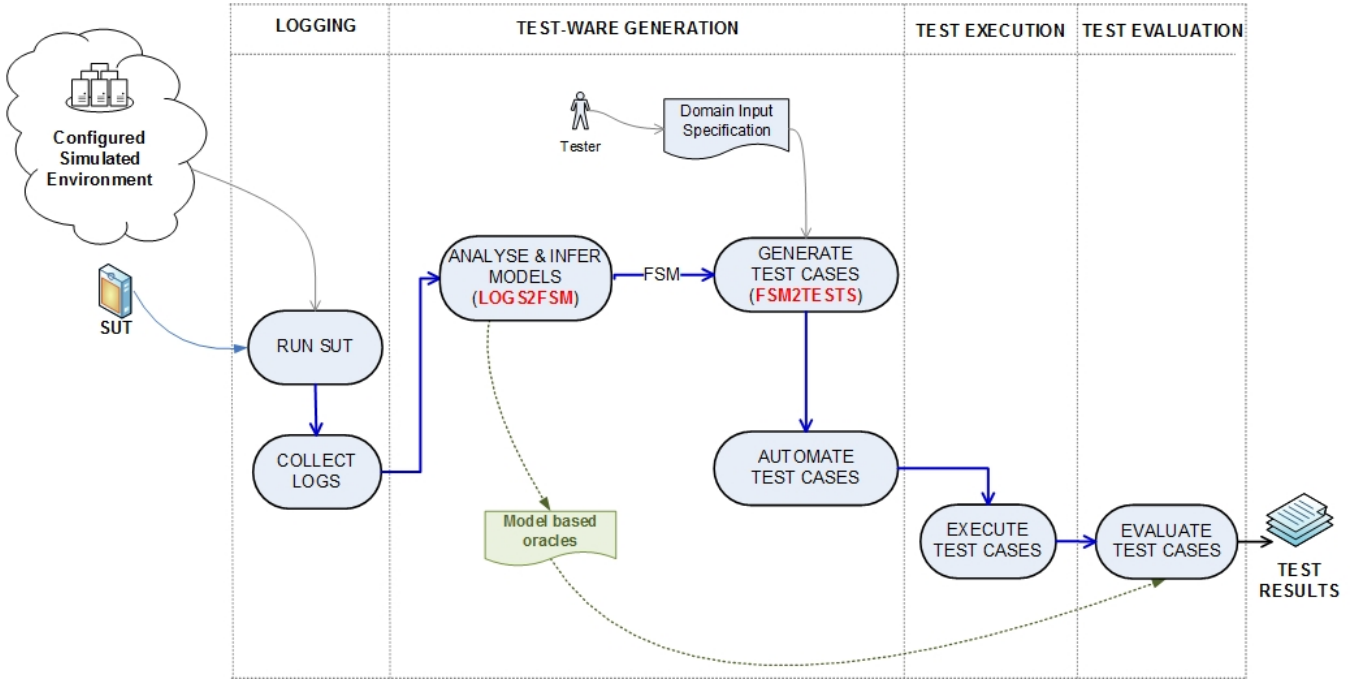 LOGGING
TEST-WARE GENERATION
TEST EXECUTION
TEST EVALUATION
Configured
Simulated
Environment
Tester
Domain Input
Specification
SUT
RUN SUT
COLLECT
LOGS
ANALYSE & INFER
MODELS
(LOGS2FSM)
FSM
GENERATE
TEST CASES
(FSM2TESTS)
AUTOMATE
TEST CASES
Model based
oracles
EXECUTE
TEST CASES
EVALUATE
TEST CASES
TEST
RESULTS